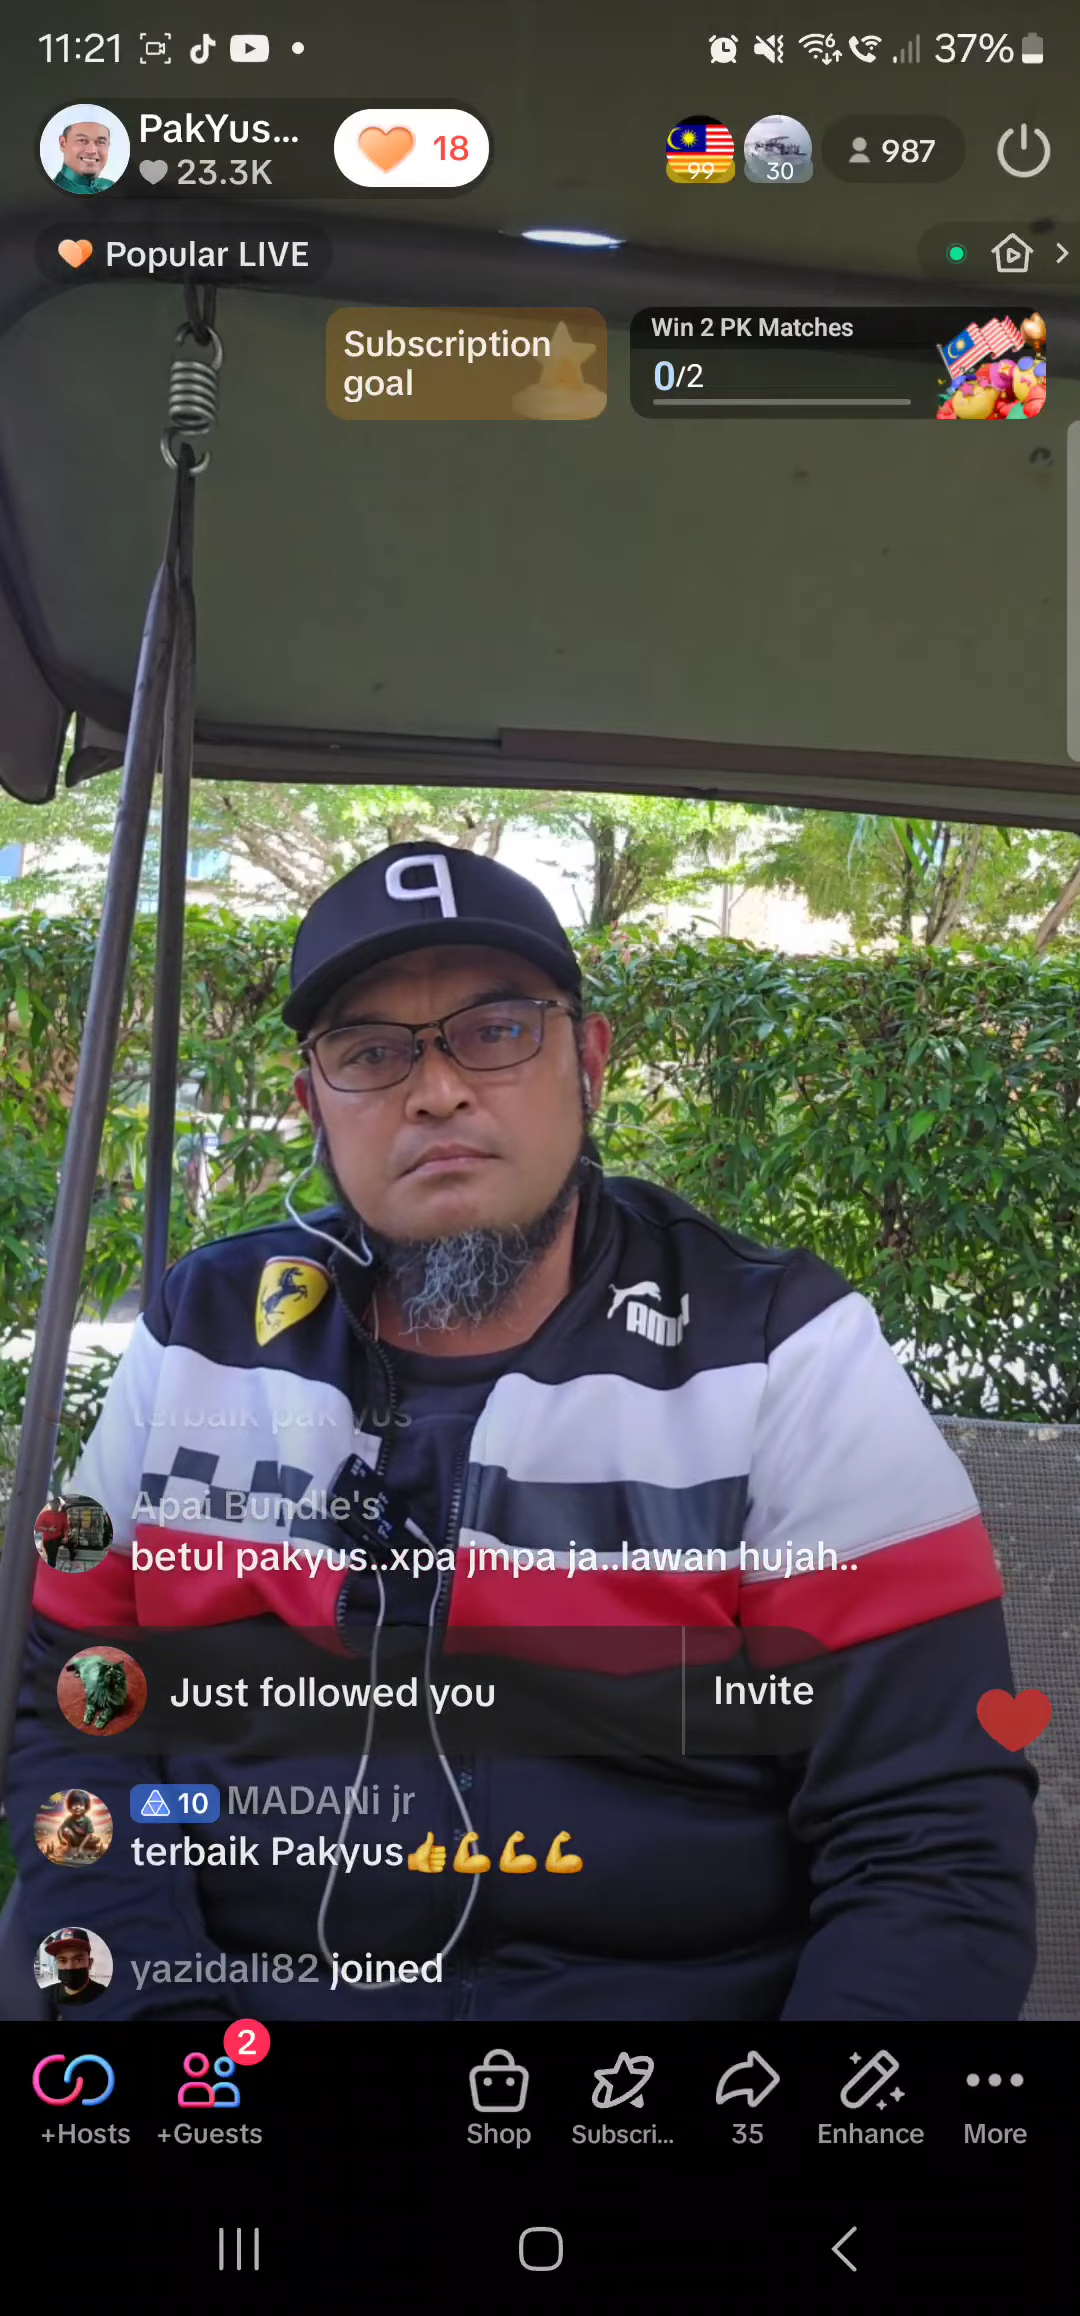 11:21
37%
PakYus...
23.3K
18
99
30
987
Popular LIVE
Subscription
goal
Win 2 PK Matches
0/2
P
AMI
terbaik pak yus
Apai Bundle's
betul pakyus..xpa jmpa ja..lawan hujah..
Just followed you
Invite
10 MADANi jr
terbaik Pakyus👍💪💪💪
yazidali82 joined
2
+Hosts
+Guests
Shop
Subscri...
35
Enhance
More